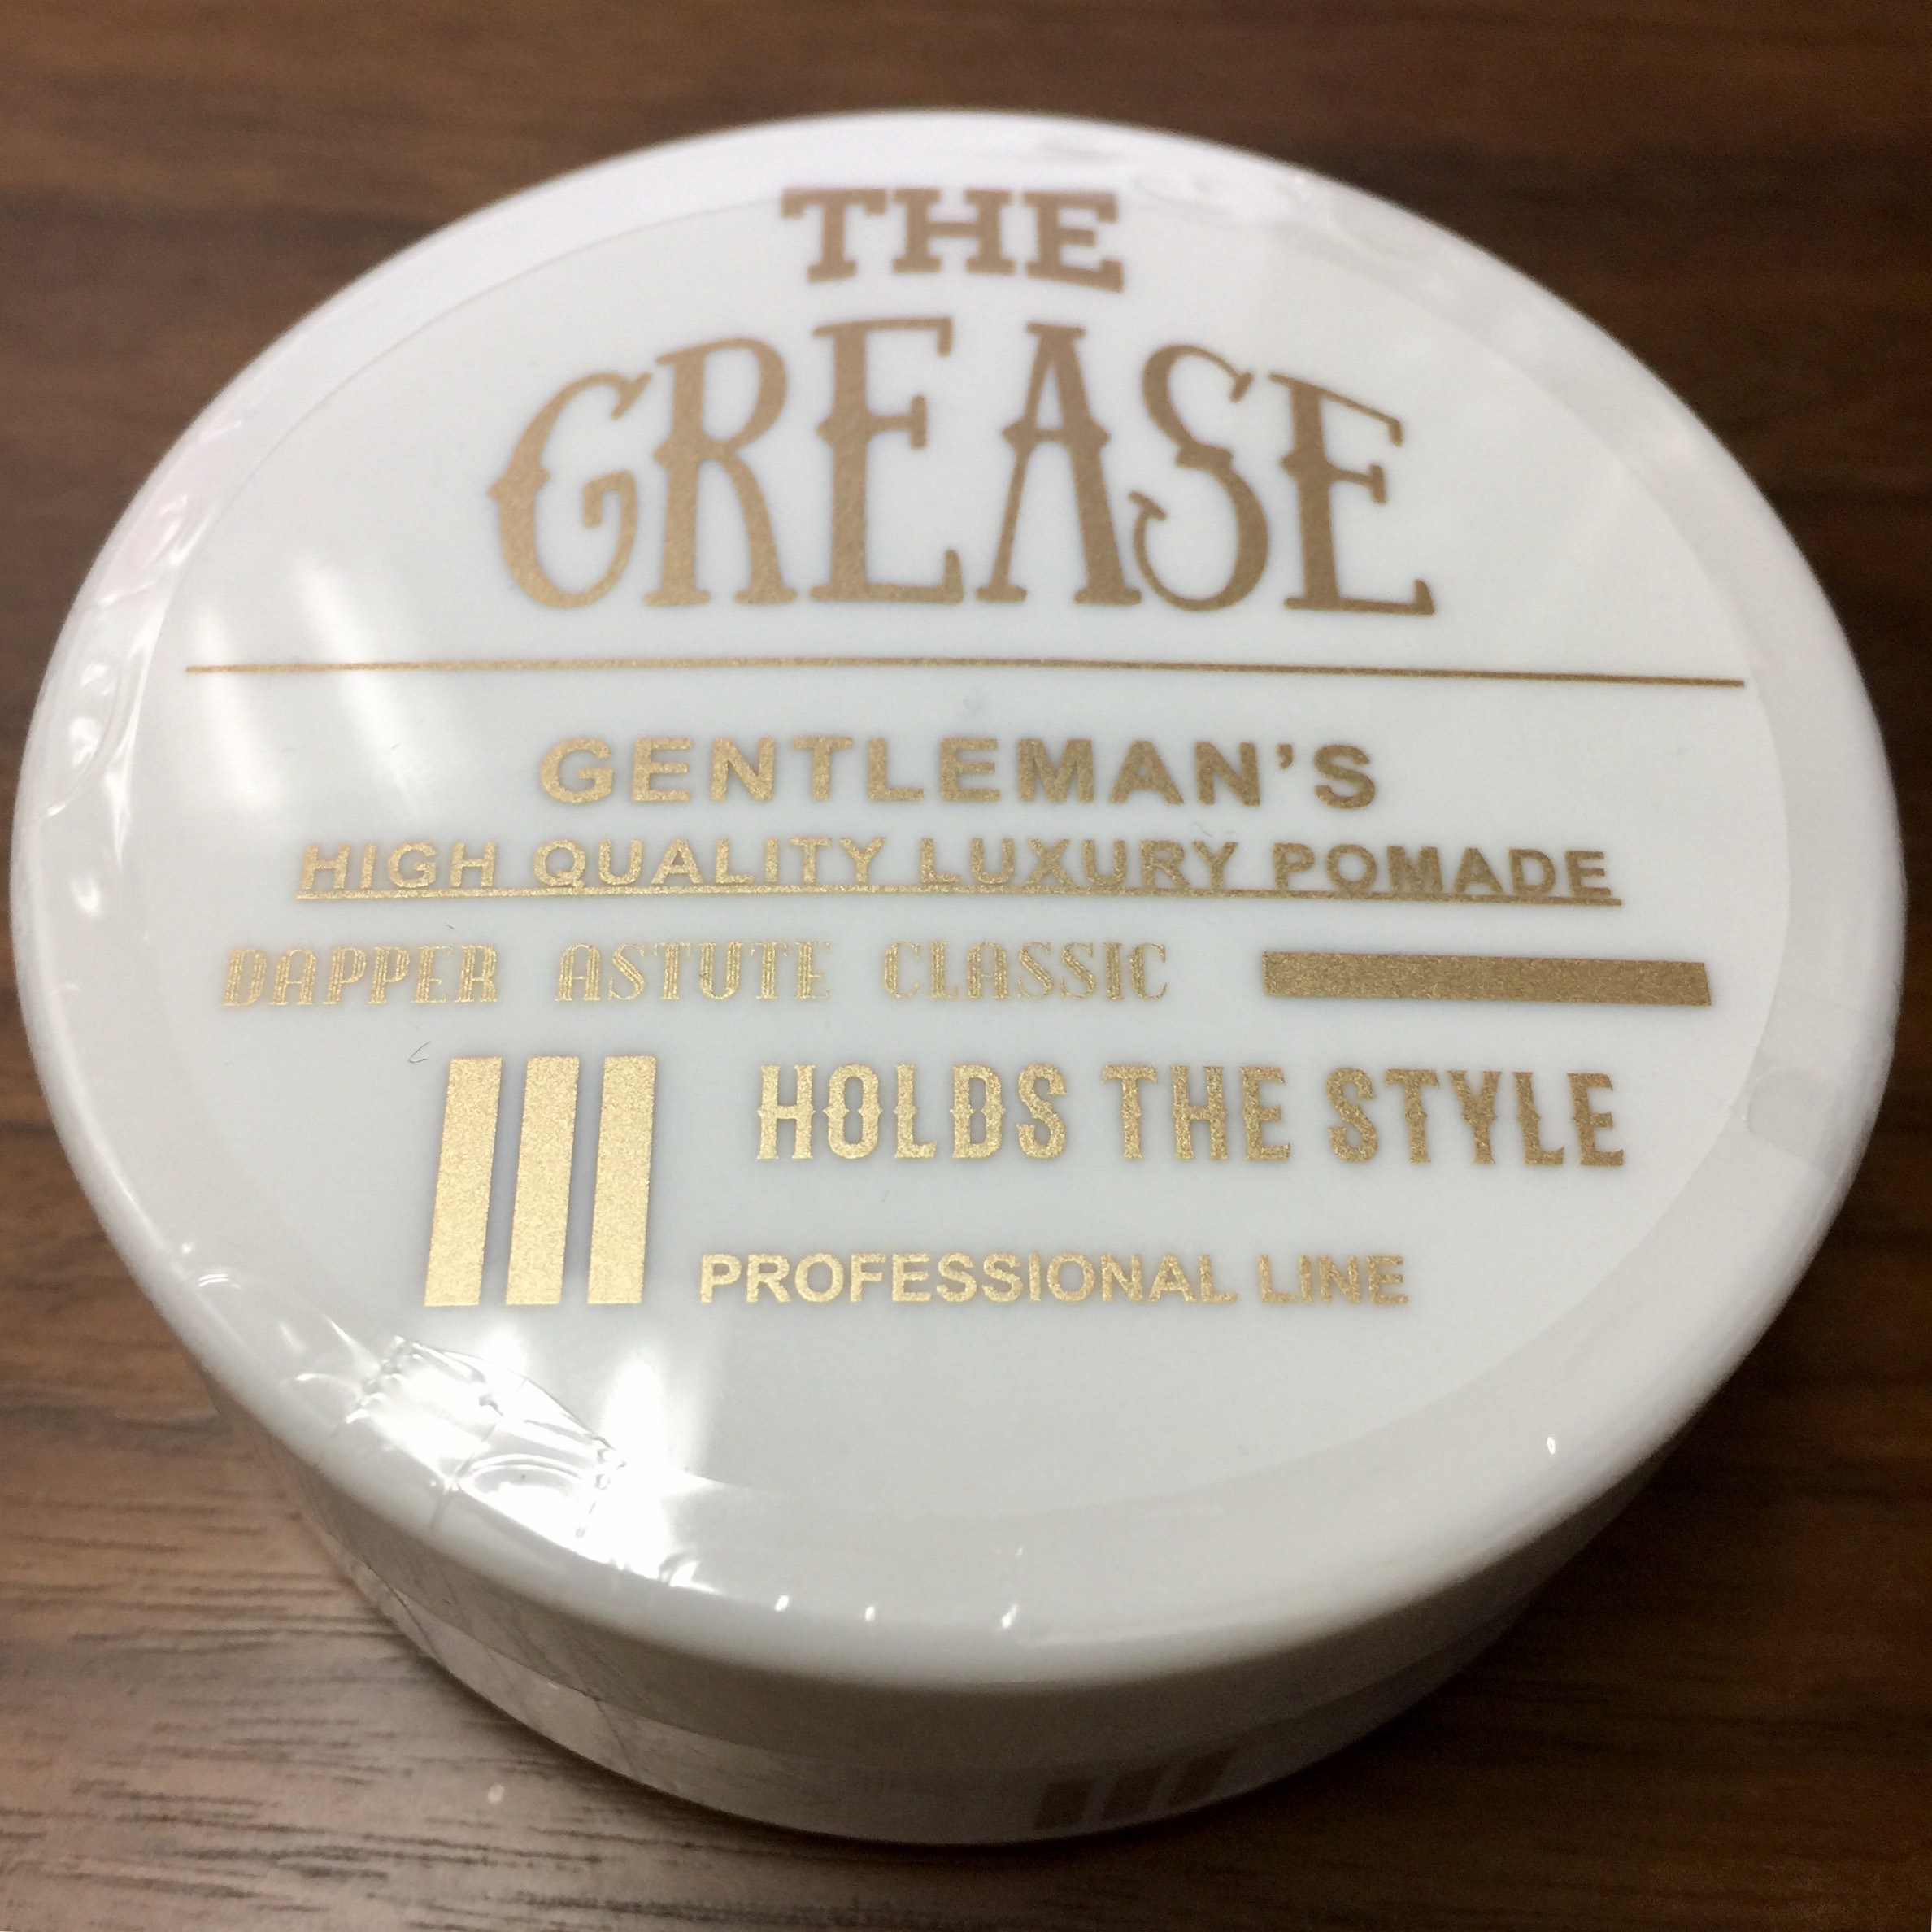 THE
GREASE
GENTLEMAN'S
HIGH QUALITY LUXURY POMADE
DAPPER ASTUTE CLASSIC
HOLDS THE STYLE
PROFESSIONAL LINE